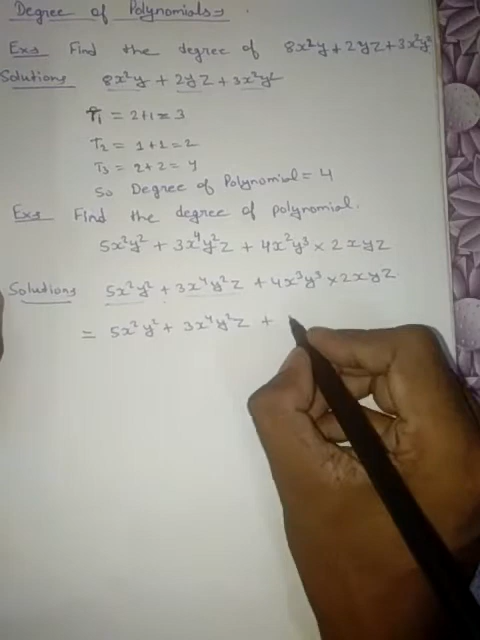 Degree of Polynomials
Ex: Find the degree of 8x²y + 2yz + 3x²y²
Solution: 8x²y + 2yz + 3x²y²
T₁ = 2+1 = 3
T₂ = 1+1 = 2
T₃ = 2+2 = 4
So Degree of Polynomial = 4
Ex: Find the degree of polynomial.
5x²y² + 3x⁴y²z + 4x²y³ × 2xyz
Solution: 5x²y² + 3x⁴y²z + 4x³y³ × 2xyz
= 5x²y² + 3x⁴y²z +